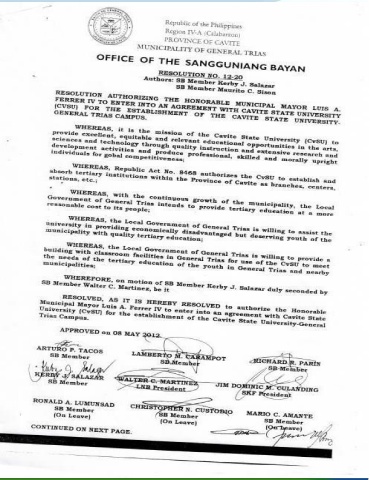 Republic of the Philippines
Region IV-A (Calabarzon)
PROVINCE OF CAVITE
MUNICIPALITY OF GENERAL TRIAS
OFFICE OF THE SANGGUNIANG BAYAN
RESOLUTION NO. 12-20
Authors: SB Member Kerby J. Salazar
SB Member Maurito C. Sison
RESOLUTION AUTHORIZING THE HONORABLE MUNICIPAL MAYOR LUIS A.
FERRER IV TO ENTER INTO AN AGREEMENT WITH CAVITE STATE UNIVERSITY
(CvSU) FOR THE ESTABLISHMENT OF THE CAVITE STATE UNIVERSITY-
GENERAL TRIAS CAMPUS.
WHEREAS, it is the mission of the Cavite State University (CvSU) to
provide excellent, equitable and relevant educational opportunities in the arts,
sciences and technology through quality instruction and extensive research and
development activities and produce professional, skilled and morally upright
individuals for gobal competitiveness;
WHEREAS, Republic Act No. 8468 authorizes the CvSU to establish and
absorb tertiary institutions within the Province of Cavite as branches, centers,
stations, etc.;
WHEREAS, with the continuous growth of the municipality, the Local
Government of General Trias intends to provide tertiary education at a more
reasonable cost to its people;
WHEREAS, the Local Government of General Trias is willing to assist the
university in providing economically disadvantaged but deserving youth of the
municipality with quality tertiary education;
WHEREAS, the Local Government of General Trias is willing to provide a
building with classroom facilities in General Trias for use of the CvSU to meet
the needs of the tertiary education of the youth in General Trias and nearby
municipalities;
WHEREFORE, on motion of SB Member Kerby J. Salazar duly seconded by
SB Member Walter C. Martinez, be it
RESOLVED, AS IT IS HEREBY RESOLVED to authorize the Honorable
Municipal Mayor Luis A. Ferrer IV to enter into an agreement with Cavite State
University (CvSU) for the establishment of the Cavite State University-General
Trias Campus.
APPROVED on 08 MAY 2012.
ARTURO P. TACOS LAMBERTO M. CARAMPOT RICHARD R. PARIN
SB Member SB Member SB Member
KERBY J. SALAZAR WALTER C. MARTINEZ JIM DOMINIC M. CULANDING
SB Member LNB President SKF President
RONALD A. LUMUNSAD CHRISTOPHER N. CUSTODIO MARIO C. AMANTE
SB Member SB Member SB Member
(On Leave) (On Leave) (On Leave)
CONTINUED ON NEXT PAGE.